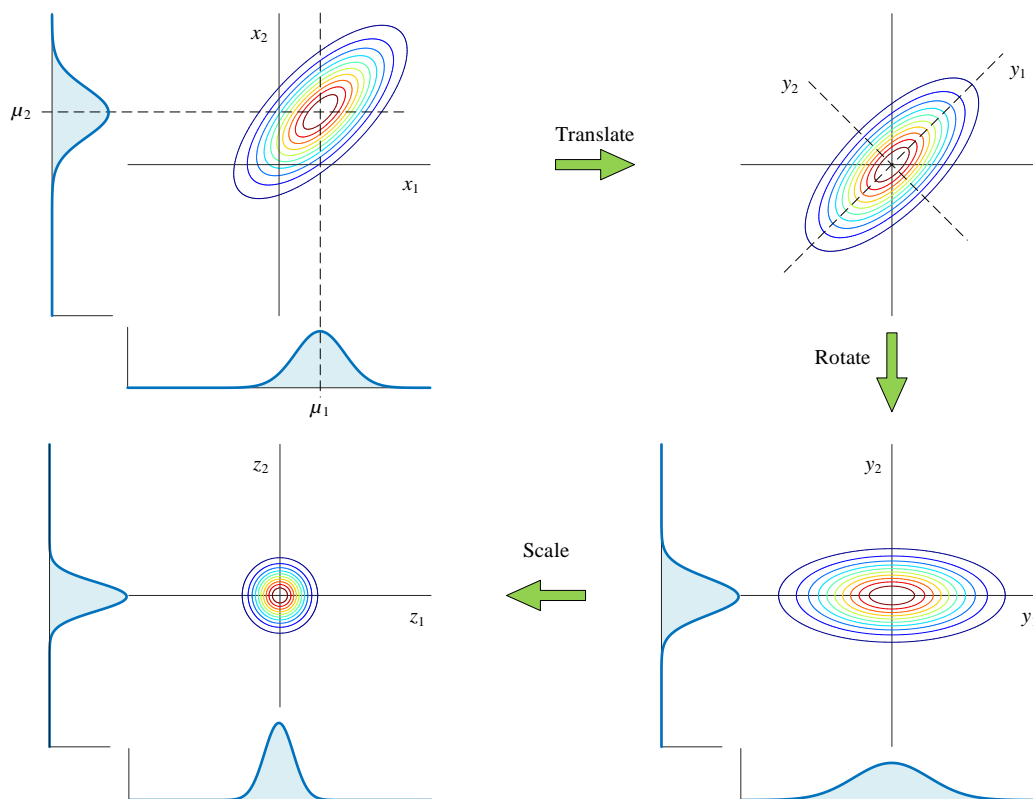 x₂
μ₂
x₁
μ₁
Translate
y₂
y₁
Rotate
z₂
z₁
Scale
y₂
y